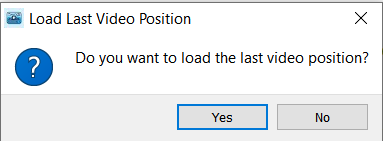 Load Last Video Position
Do you want to load the last video position?
Yes No